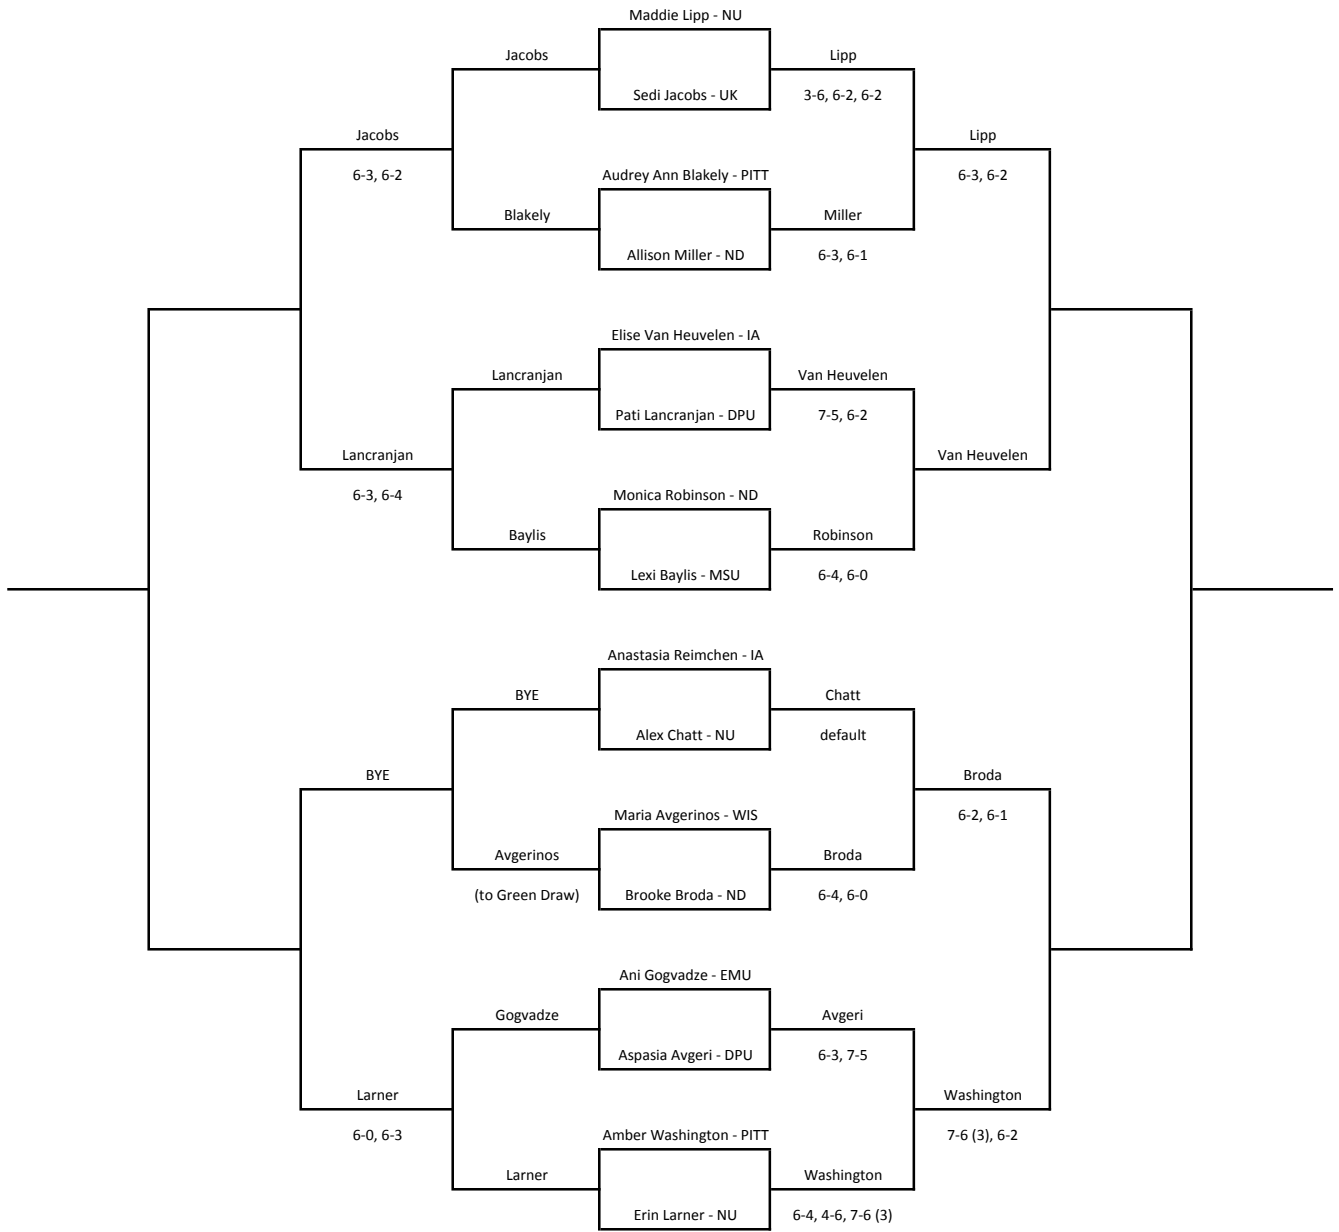 Maddie Lipp - NU
Jacobs
Lipp
Sedi Jacobs - UK
3-6, 6-2, 6-2
Jacobs
Lipp
6-3, 6-2
Audrey Ann Blakely - PITT
6-3, 6-2
Blakely
Miller
Allison Miller - ND
6-3, 6-1
Elise Van Heuvelen - IA
Lancranjan
Van Heuvelen
Pati Lancranjan - DPU
7-5, 6-2
Lancranjan
Van Heuvelen
6-3, 6-4
Monica Robinson - ND
Baylis
Robinson
Lexi Baylis - MSU
6-4, 6-0
Anastasia Reimchen - IA
BYE
Chatt
Alex Chatt - NU
default
BYE
Broda
Maria Avgerinos - WIS
6-2, 6-1
Avgerinos
Broda
(to Green Draw)
Brooke Broda - ND
6-4, 6-0
Ani Gogvadze - EMU
Gogvadze
Avgeri
Aspasia Avgeri - DPU
6-3, 7-5
Larner
Washington
6-0, 6-3
Amber Washington - PITT
7-6 (3), 6-2
Larner
Washington
Erin Larner - NU
6-4, 4-6, 7-6 (3)